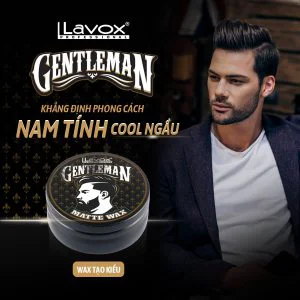 Lavox
PROFESSIONAL
GENTLEMAN
KHẲNG ĐỊNH PHONG CÁCH
NAM TÍNH COOL NGẦU
Lavox
GENTLEMAN
MATTE WAX
WAX TẠO KIỂU